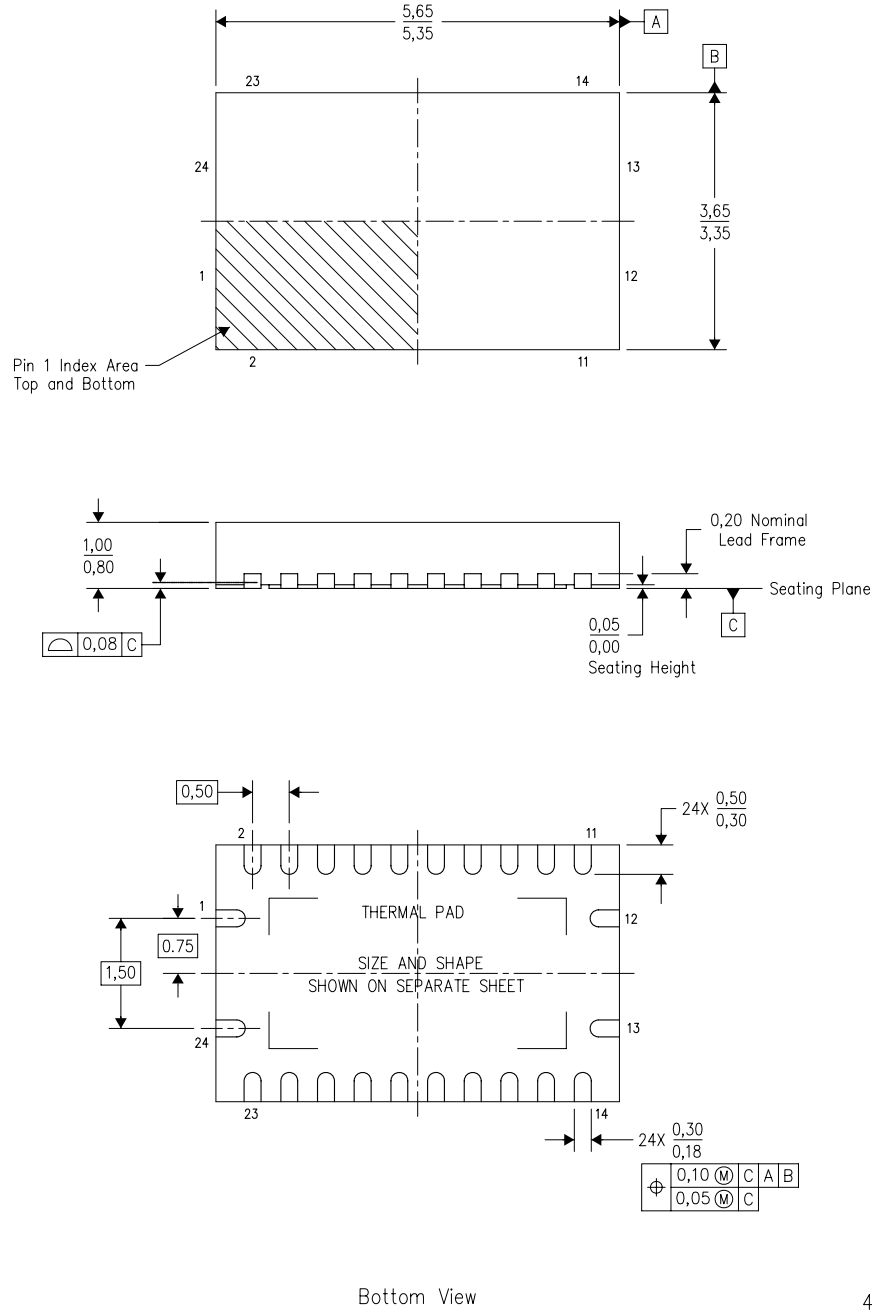 5,65
5,35
A
B
23
14
24
13
3,65
3,35
1
12
Pin 1 Index Area
Top and Bottom
2
11
1,00
0,80
0,20 Nominal
Lead Frame
Seating Plane
0,08 C
0,05
0,00
Seating Height
C
0,50
24X 0,50
0,30
2
11
1
THERMAL PAD
12
0.75
1,50
SIZE AND SHAPE
SHOWN ON SEPARATE SHEET
24
13
23
14
24X 0,30
0,18
0,10 Ⓜ C A B
0,05 Ⓜ C
Bottom View
4